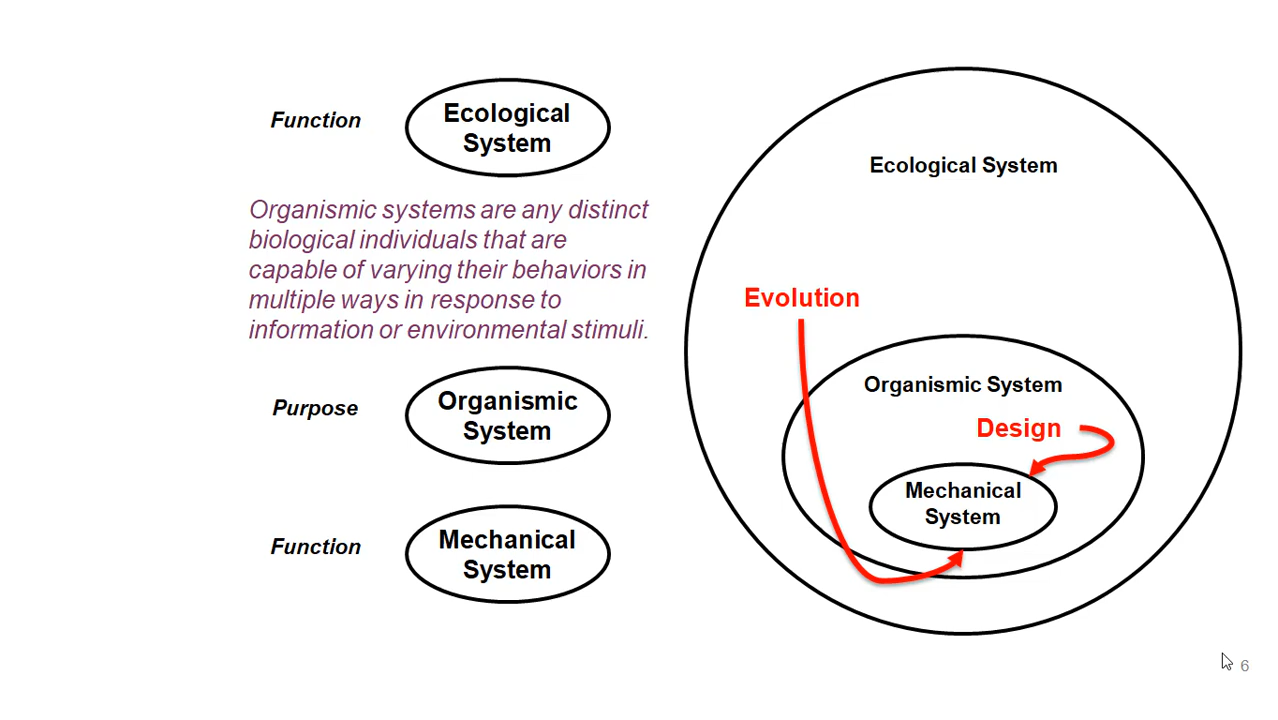 Function
Ecological
System
Organismic systems are any distinct
biological individuals that are
capable of varying their behaviors in
multiple ways in response to
information or environmental stimuli.
Purpose
Organismic
System
Function
Mechanical
System
Ecological System
Evolution
Organismic System
Design
Mechanical
System
6